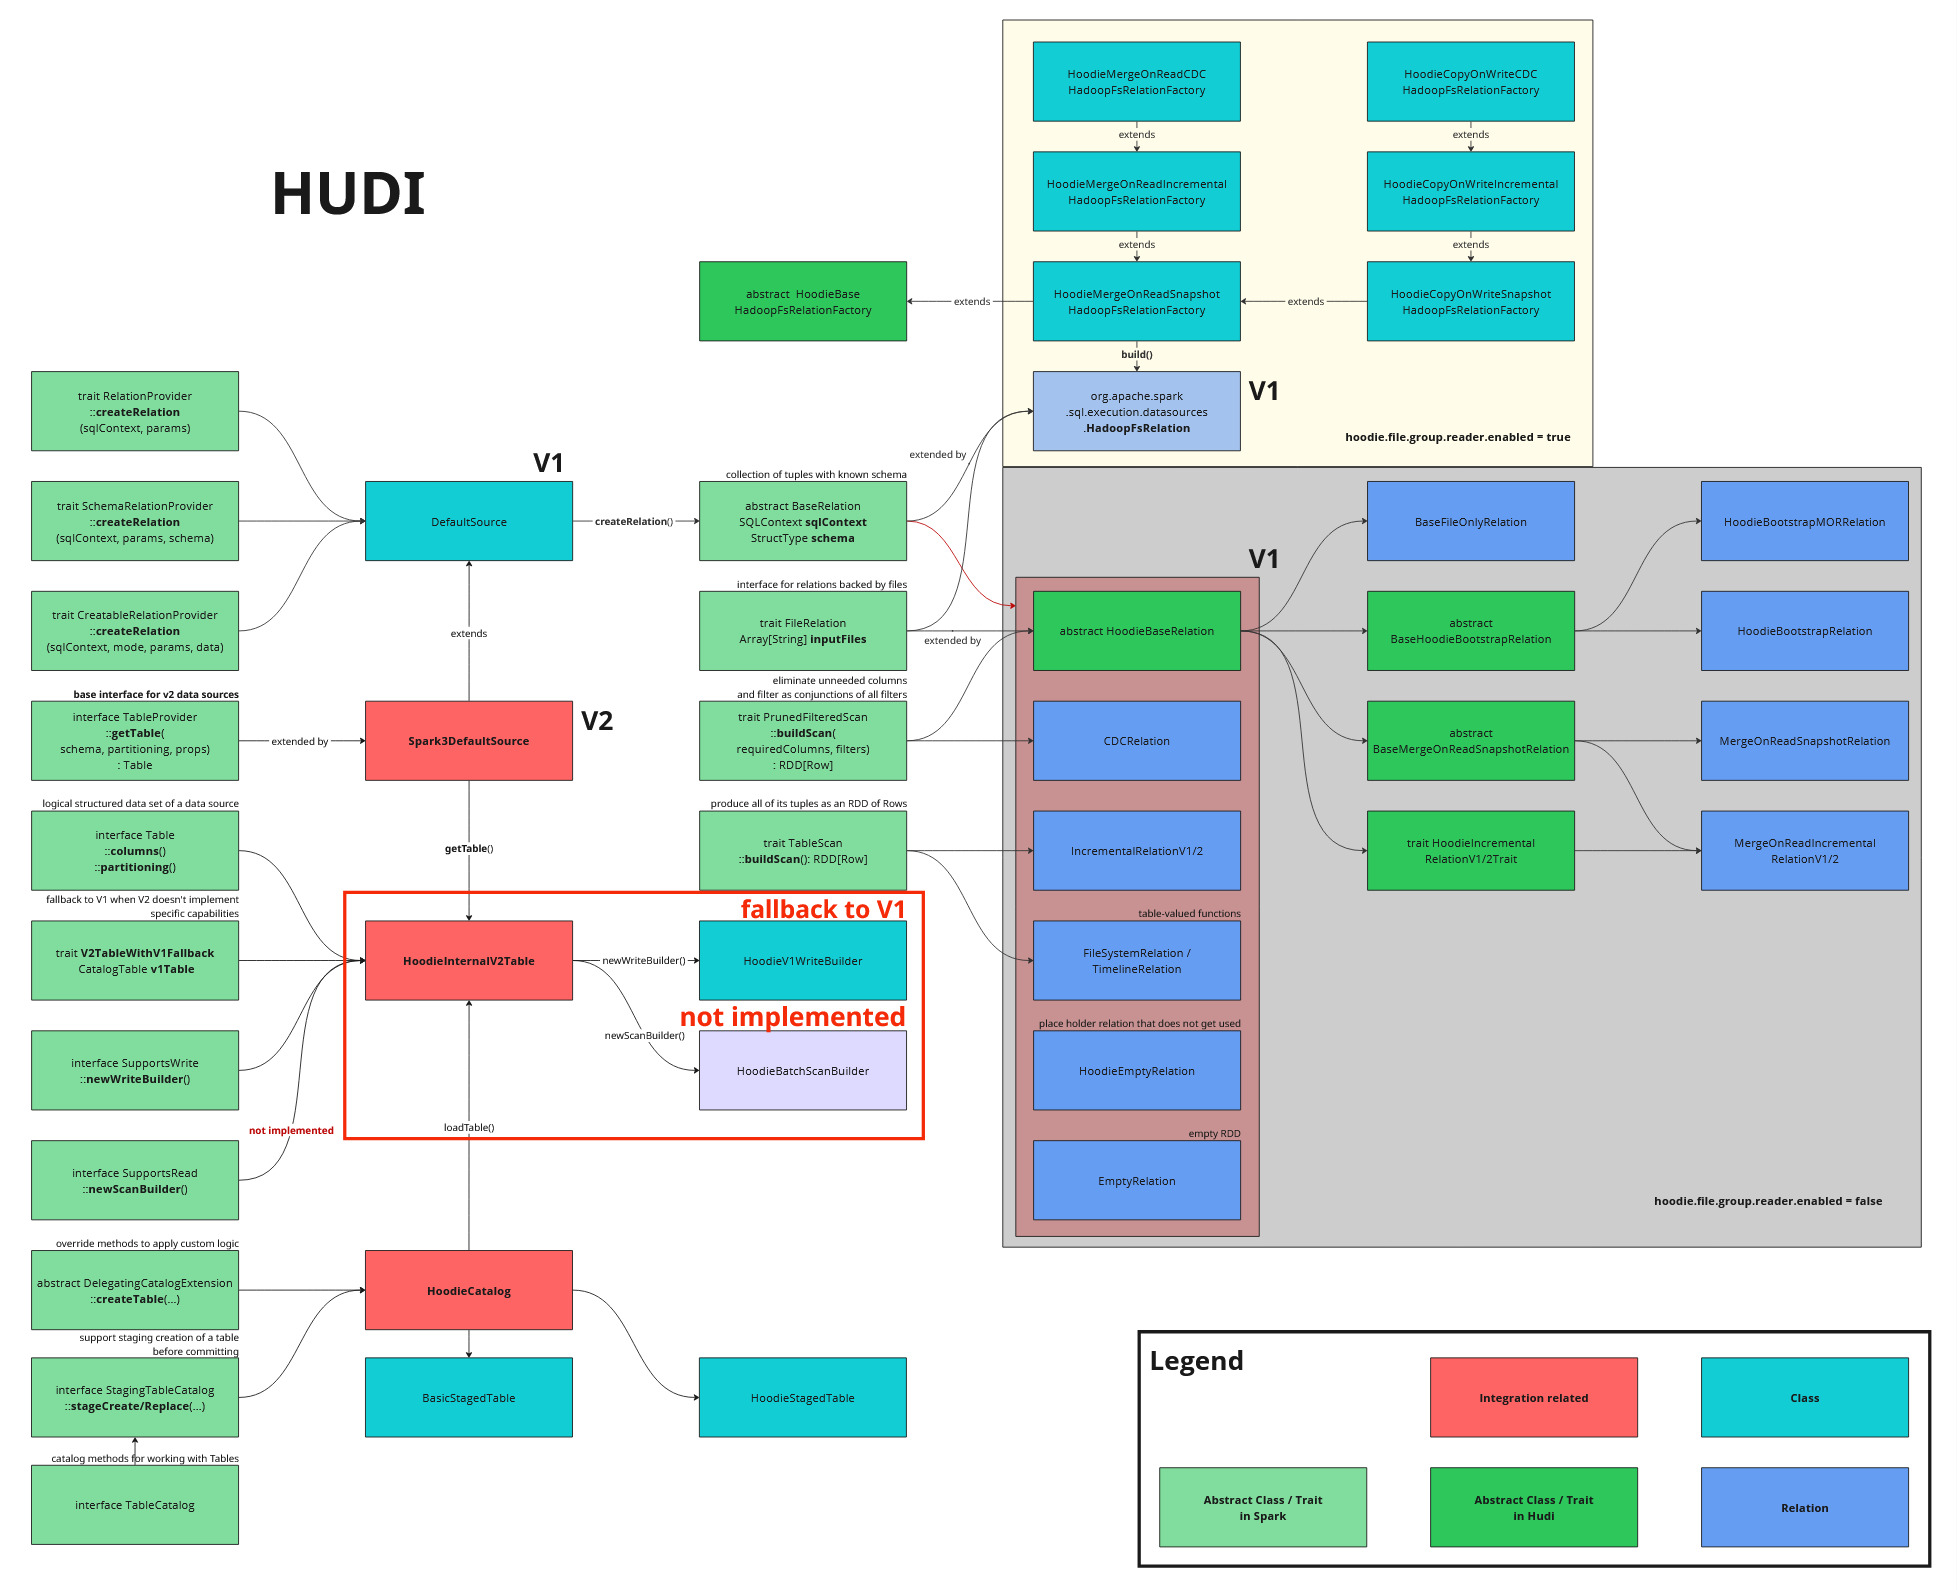 HUDI
HoodieMergeOnReadCDC
HadoopFsRelationFactory
HoodieCopyOnWriteCDC
HadoopFsRelationFactory
extends
extends
HoodieMergeOnReadIncremental
HadoopFsRelationFactory
HoodieCopyOnWriteIncremental
HadoopFsRelationFactory
extends
extends
abstract  HoodieBase
HadoopFsRelationFactory
extends
HoodieMergeOnReadSnapshot
HadoopFsRelationFactory
extends
HoodieCopyOnWriteSnapshot
HadoopFsRelationFactory
build()
org.apache.spark
.sql.execution.datasources
.HadoopFsRelation
V1
hoodie.file.group.reader.enabled = true
trait RelationProvider
::createRelation
(sqlContext, params)
trait SchemaRelationProvider
::createRelation
(sqlContext, params, schema)
trait CreatableRelationProvider
::createRelation
(sqlContext, mode, params, data)
V1
DefaultSource
createRelation()
extends
collection of tuples with known schema
abstract BaseRelation
SQLContext sqlContext
StructType schema
extended by
interface for relations backed by files
trait FileRelation
Array[String] inputFiles
extended by
eliminate unneeded columns
and filter as conjunctions of all filters
trait PrunedFilteredScan
::buildScan(
requiredColumns, filters)
: RDD[Row]
produce all of its tuples as an RDD of Rows
trait TableScan
::buildScan(): RDD[Row]
base interface for v2 data sources
interface TableProvider
::getTable(
schema, partitioning, props)
: Table
extended by
Spark3DefaultSource
V2
getTable()
logical structured data set of a data source
interface Table
::columns()
::partitioning()
fallback to V1 when V2 doesn't implement
specific capabilities
trait V2TableWithV1Fallback
CatalogTable v1Table
interface SupportsWrite
::newWriteBuilder()
not implemented
interface SupportsRead
::newScanBuilder()
fallback to V1
HoodieInternalV2Table
newWriteBuilder()
HoodieV1WriteBuilder
not implemented
newScanBuilder()
HoodieBatchScanBuilder
loadTable()
override methods to apply custom logic
abstract DelegatingCatalogExtension
::createTable(...)
HoodieCatalog
support staging creation of a table
before committing
interface StagingTableCatalog
::stageCreate/Replace(...)
BasicStagedTable
HoodieStagedTable
catalog methods for working with Tables
interface TableCatalog
V1
abstract HoodieBaseRelation
CDCRelation
IncrementalRelationV1/2
table-valued functions
FileSystemRelation /
TimelineRelation
place holder relation that does not get used
HoodieEmptyRelation
empty RDD
EmptyRelation
BaseFileOnlyRelation
HoodieBootstrapMORRelation
abstract
BaseHoodieBootstrapRelation
HoodieBootstrapRelation
abstract
BaseMergeOnReadSnapshotRelation
MergeOnReadSnapshotRelation
trait HoodieIncremental
RelationV1/2Trait
MergeOnReadIncremental
RelationV1/2
hoodie.file.group.reader.enabled = false
Legend
Integration related
Class
Abstract Class / Trait
in Spark
Abstract Class / Trait
in Hudi
Relation